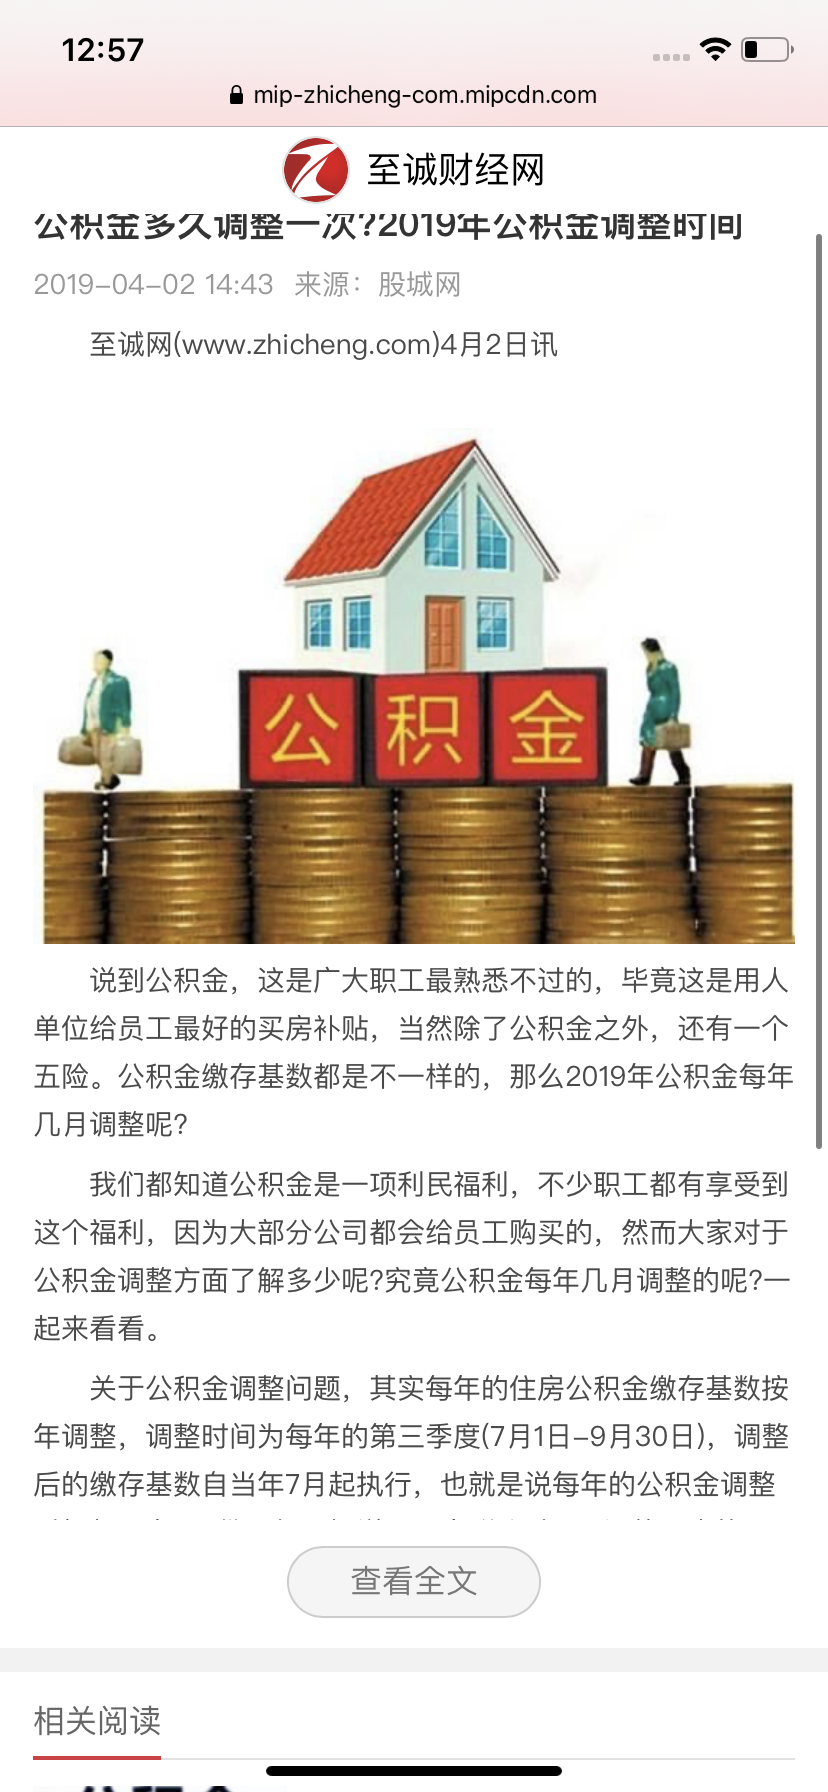 12:57
mip-zhicheng-com.mipcdn.com
至诚财经网
公积金多久调整一次?2019年公积金调整时间
2019-04-02 14:43 来源：股城网
至诚网(www.zhicheng.com)4月2日讯
公积金
说到公积金，这是广大职工最熟悉不过的，毕竟这是用人
单位给员工最好的买房补贴，当然除了公积金之外，还有一个
五险。公积金缴存基数都是不一样的，那么2019年公积金每年
几月调整呢?
我们都知道公积金是一项利民福利，不少职工都有享受到
这个福利，因为大部分公司都会给员工购买的，然而大家对于
公积金调整方面了解多少呢?究竟公积金每年几月调整的呢?一
起来看看。
关于公积金调整问题，其实每年的住房公积金缴存基数按
年调整，调整时间为每年的第三季度(7月1日-9月30日)，调整
后的缴存基数自当年7月起执行，也就是说每年的公积金调整
查看全文
相关阅读